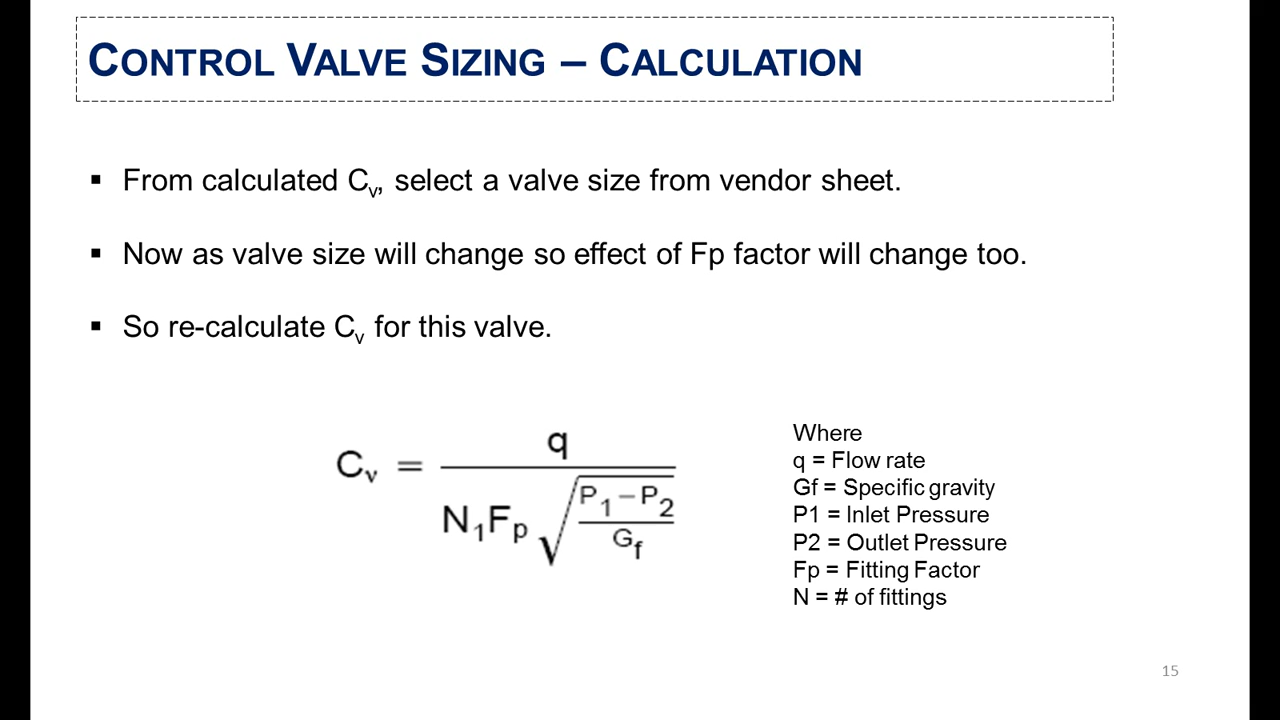 CONTROL VALVE SIZING – CALCULATION
▪ From calculated Cv, select a valve size from vendor sheet.
▪ Now as valve size will change so effect of Fp factor will change too.
▪ So re-calculate Cv for this valve.
Cv = q / (N1Fp √((P1–P2) / Gf))
Where
q = Flow rate
Gf = Specific gravity
P1 = Inlet Pressure
P2 = Outlet Pressure
Fp = Fitting Factor
N = # of fittings
15